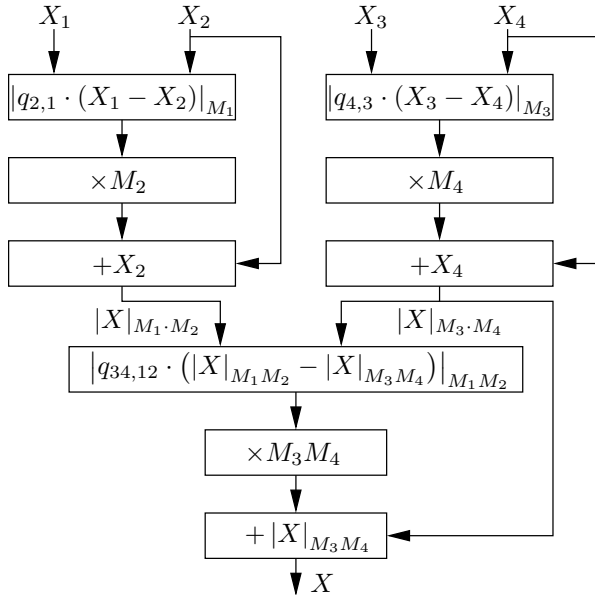 X_1 X_2 X_3 X_4
|q_{2,1} · (X_1 − X_2)|_{M_1} |q_{4,3} · (X_3 − X_4)|_{M_3}
×M_2 ×M_4
+X_2 +X_4
|X|_{M_1·M_2} |X|_{M_3·M_4}
|q_{34,12} · (|X|_{M_1M_2} − |X|_{M_3M_4})|_{M_1M_2}
×M_3M_4
+ |X|_{M_3M_4}
X